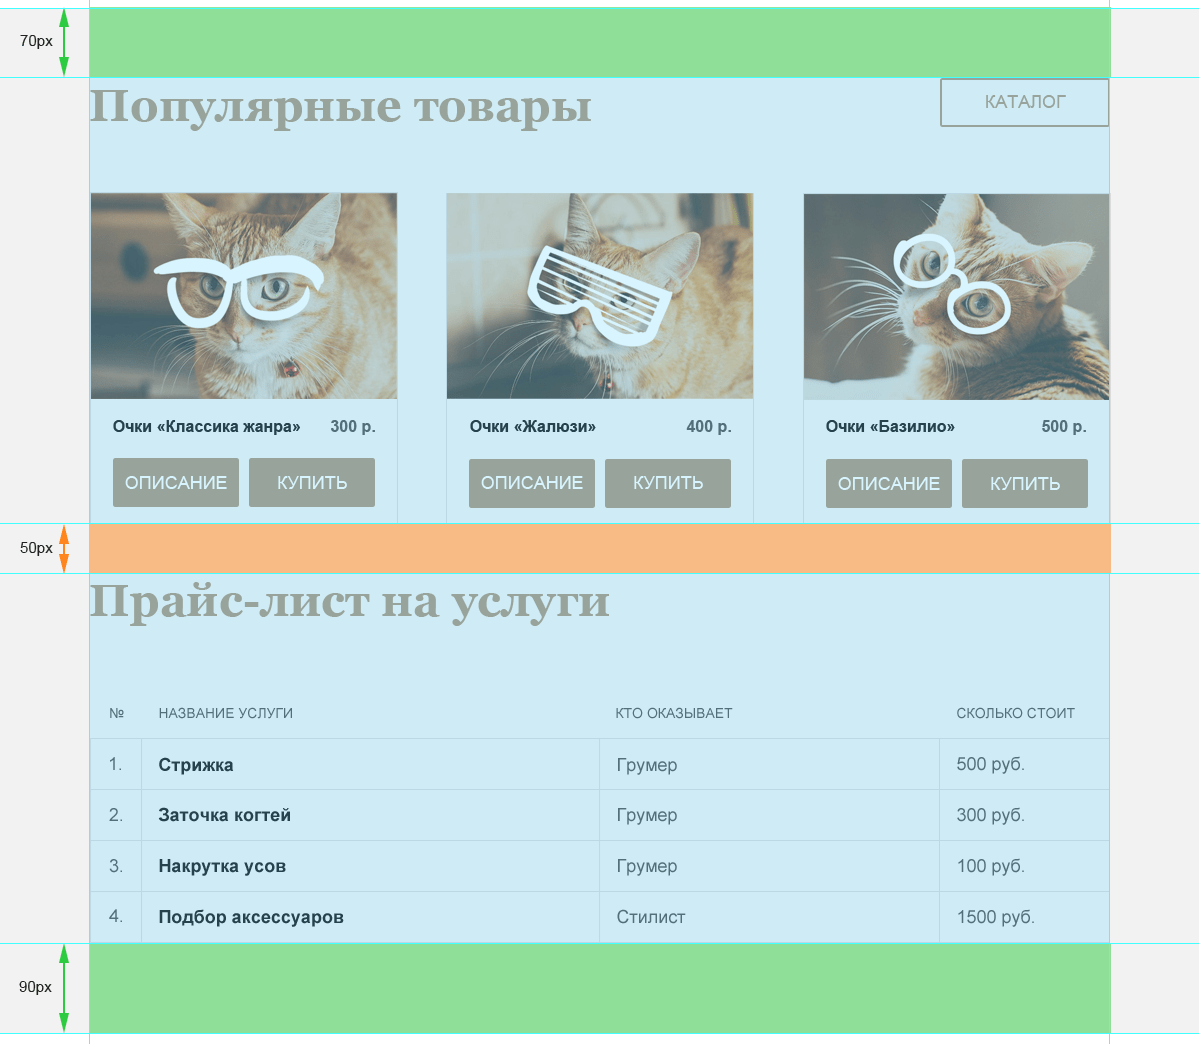 70px
Популярные товары
КАТАЛОГ
Очки «Классика жанра» 300 р.
ОПИСАНИЕ КУПИТЬ
Очки «Жалюзи» 400 р.
ОПИСАНИЕ КУПИТЬ
Очки «Базилио» 500 р.
ОПИСАНИЕ КУПИТЬ
50px
Прайс-лист на услуги
№ НАЗВАНИЕ УСЛУГИ КТО ОКАЗЫВАЕТ СКОЛЬКО СТОИТ
1. Стрижка Грумер 500 руб.
2. Заточка когтей Грумер 300 руб.
3. Накрутка усов Грумер 100 руб.
4. Подбор аксессуаров Стилист 1500 руб.
90px